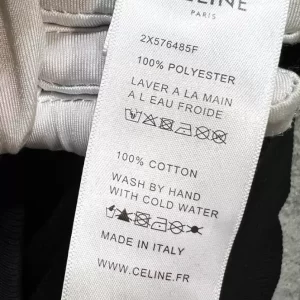 CELINE
PARIS
2X576485F
100% POLYESTER
LAVER A LA MAIN
A L EAU FROIDE
100% COTTON
WASH BY HAND
WITH COLD WATER
MADE IN ITALY
WWW.CELINE.FR